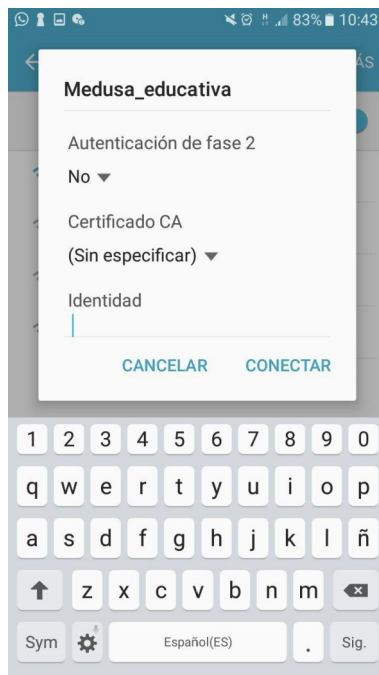 83% 10:43
ÁS
Medusa_educativa
Autenticación de fase 2
No
Certificado CA
(Sin especificar)
Identidad
CANCELAR CONECTAR
1 2 3 4 5 6 7 8 9 0
q w e r t y u i o p
a s d f g h j k l ñ
z x c v b n m
Sym Español(ES) . Sig.